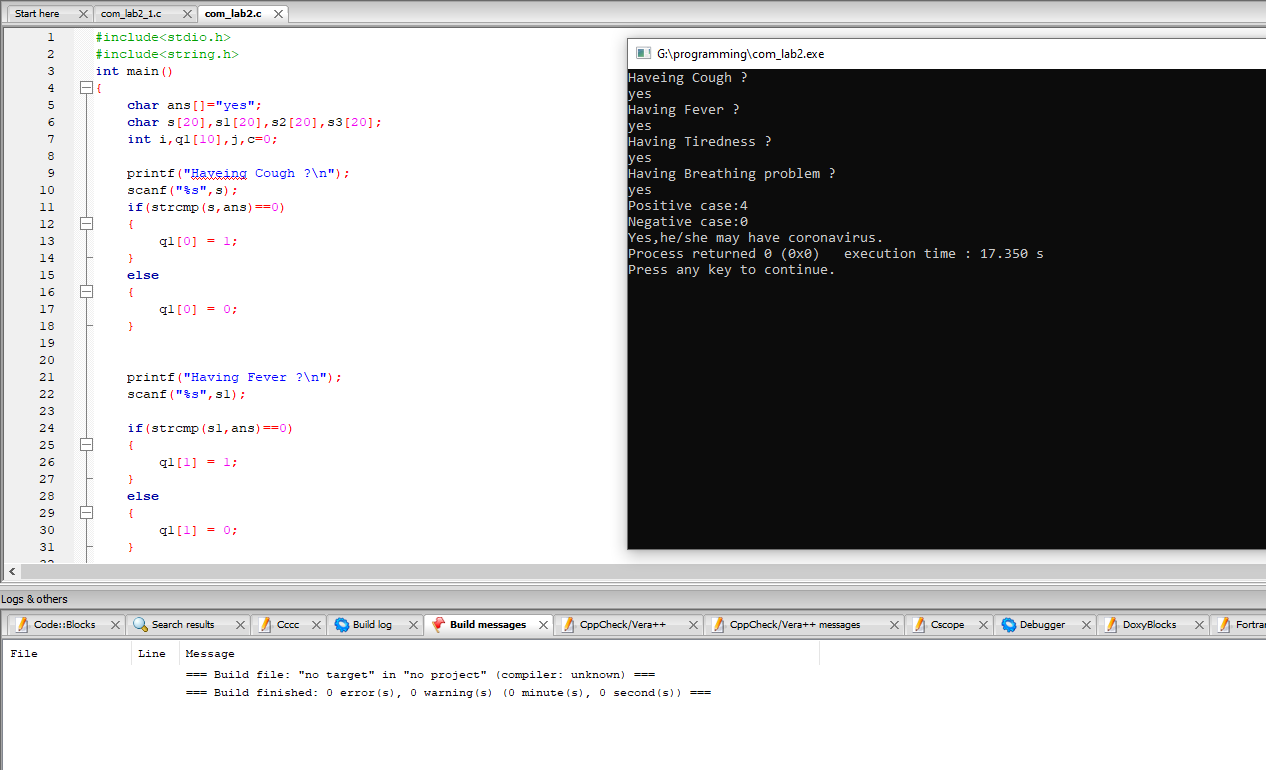 Start here com_lab2_1.c com_lab2.c
1 #include<stdio.h>
2 #include<string.h>
3 int main()
4 {
5 char ans[]="yes";
6 char s[20],s1[20],s2[20],s3[20];
7 int i,q1[10],j,c=0;
8
9 printf("Haveing Cough ?\n");
10 scanf("%s",s);
11 if(strcmp(s,ans)==0)
12 {
13 q1[0] = 1;
14 }
15 else
16 {
17 q1[0] = 0;
18 }
19
20
21 printf("Having Fever ?\n");
22 scanf("%s",s1);
23
24 if(strcmp(s1,ans)==0)
25 {
26 q1[1] = 1;
27 }
28 else
29 {
30 q1[1] = 0;
31 }
G:\programming\com_lab2.exe
Haveing Cough ?
yes
Having Fever ?
yes
Having Tiredness ?
yes
Having Breathing problem ?
yes
Positive case:4
Negative case:0
Yes,he/she may have coronavirus.
Process returned 0 (0x0) execution time : 17.350 s
Press any key to continue.
Logs & others
Code::Blocks Search results Cccc Build log Build messages CppCheck/Vera++ CppCheck/Vera++ messages Cscope Debugger DoxyBlocks Fortra
File Line Message
=== Build file: "no target" in "no project" (compiler: unknown) ===
=== Build finished: 0 error(s), 0 warning(s) (0 minute(s), 0 second(s)) ===